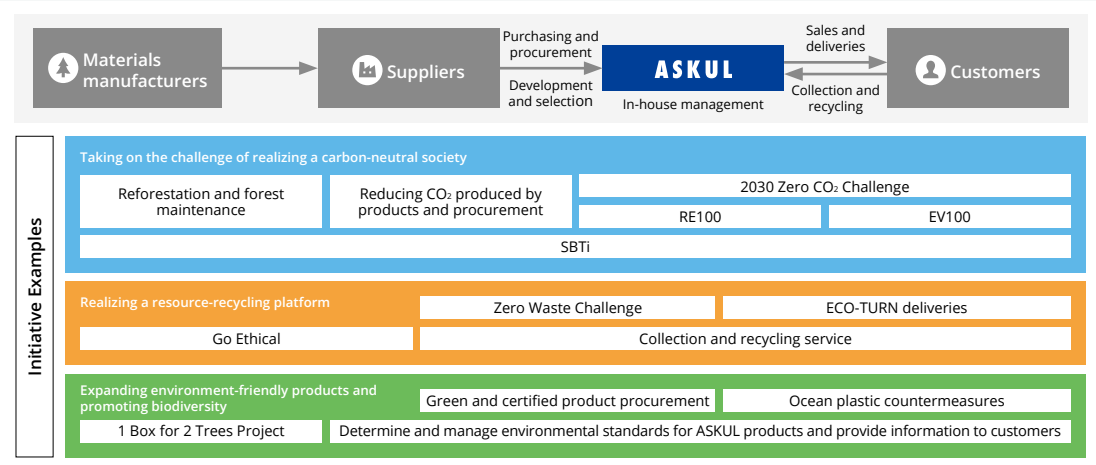 Materials
manufacturers
Suppliers
Purchasing and
procurement
Development
and selection
ASKUL
In-house management
Sales and
deliveries
Collection and
recycling
Customers
Initiative Examples
Taking on the challenge of realizing a carbon-neutral society
Reforestation and forest
maintenance
Reducing CO₂ produced by
products and procurement
2030 Zero CO₂ Challenge
RE100
EV100
SBTi
Realizing a resource-recycling platform
Zero Waste Challenge
ECO-TURN deliveries
Go Ethical
Collection and recycling service
Expanding environment-friendly products and
promoting biodiversity
Green and certified product procurement
Ocean plastic countermeasures
1 Box for 2 Trees Project
Determine and manage environmental standards for ASKUL products and provide information to customers